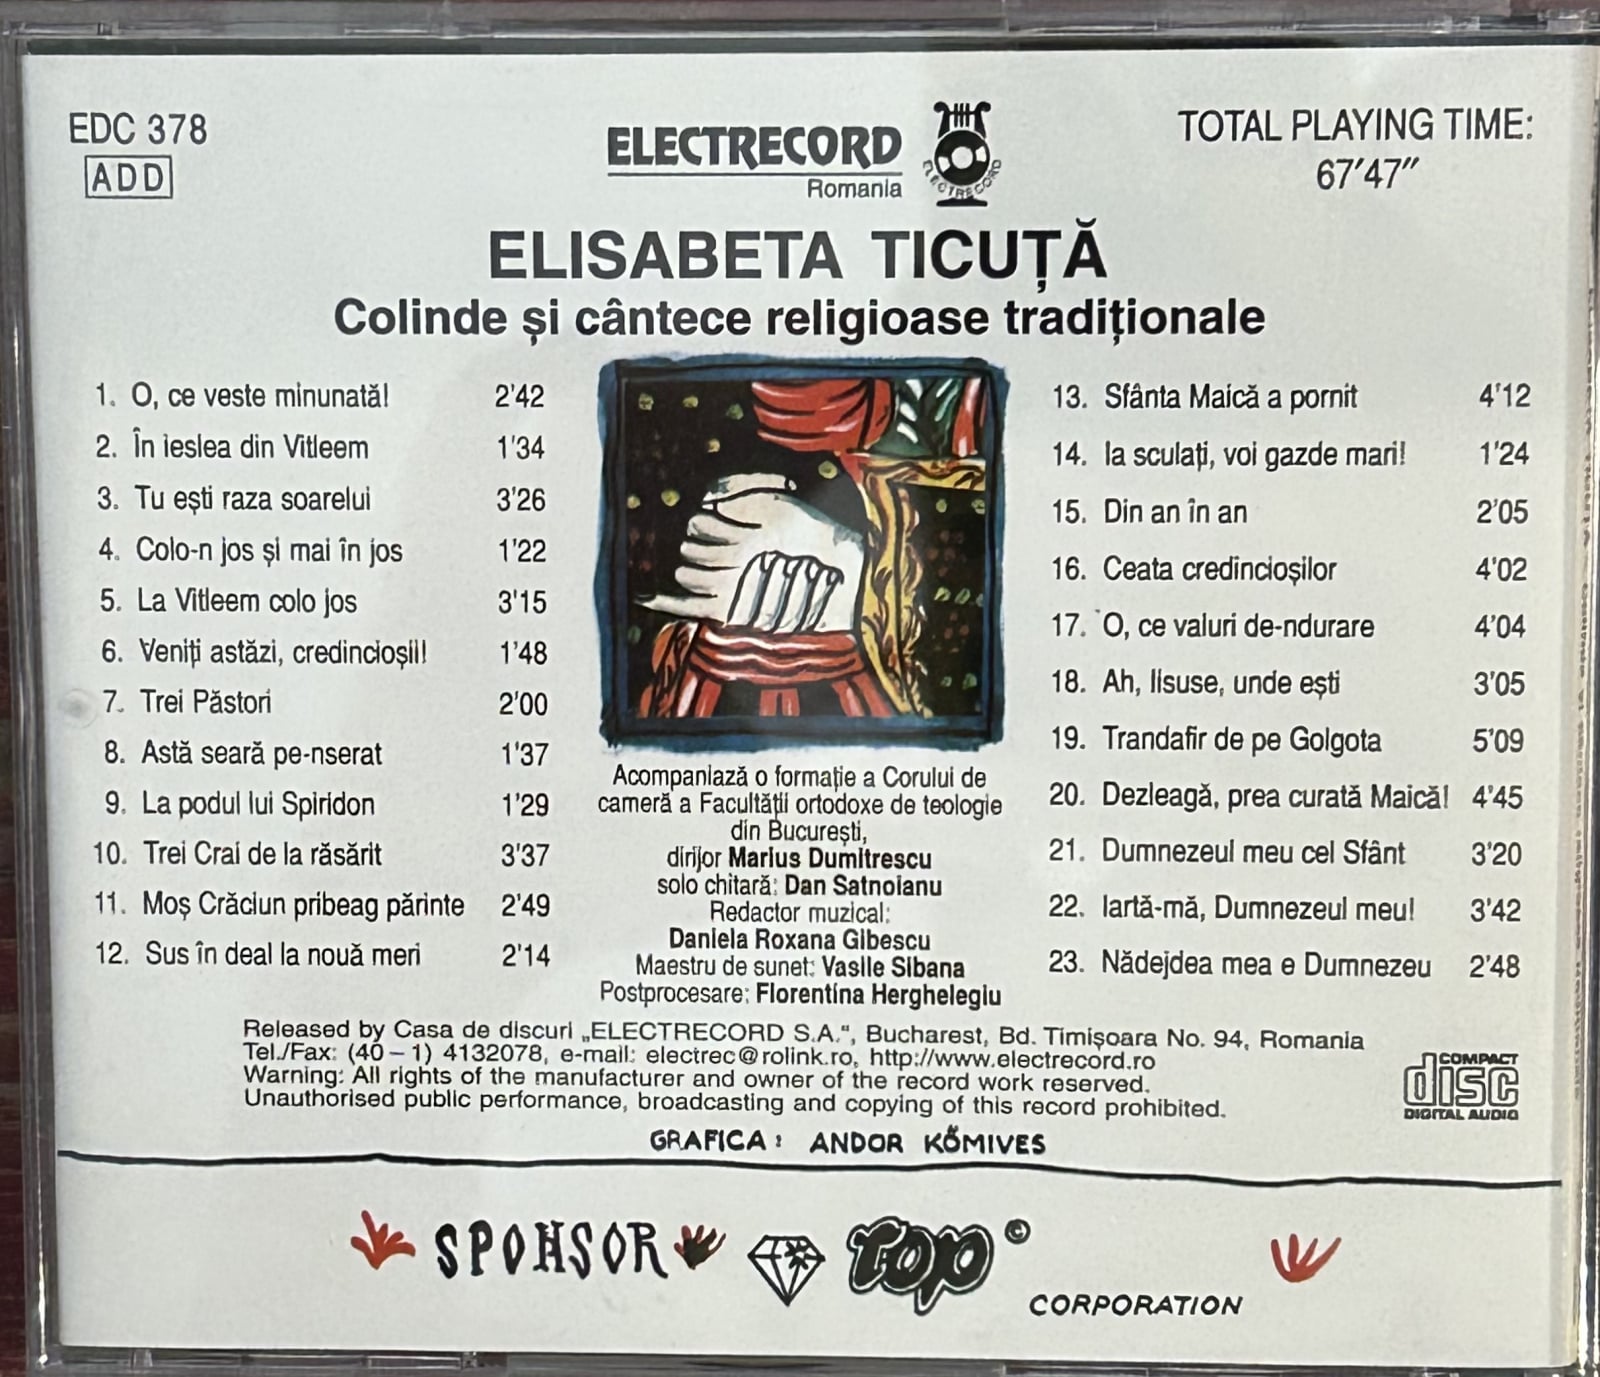 EDC 378
ADD
ELECTRECORD
Romania
ELECTRECORD
TOTAL PLAYING TIME:
67'47"
ELISABETA TICUȚĂ
Colinde și cântece religioase tradiționale
1. O, ce veste minunată! 2'42
2. În ieslea din Vitleem 1'34
3. Tu ești raza soarelui 3'26
4. Colo-n jos și mai în jos 1'22
5. La Vitleem colo jos 3'15
6. Veniți astăzi, credincioșii! 1'48
7. Trei Păstori 2'00
8. Astă seară pe-nserat 1'37
9. La podul lui Spiridon 1'29
10. Trei Crai de la răsărit 3'37
11. Moș Crăciun pribeag părinte 2'49
12. Sus în deal la nouă meri 2'14
Acompaniază o formație a Corului de
cameră a Facultății ortodoxe de teologie
din București,
dirijor Marius Dumitrescu
solo chitară: Dan Satnoianu
Redactor muzical:
Daniela Roxana Gibescu
Maestru de sunet: Vasile Sibana
Postprocesare: Florentina Herghelegiu
13. Sfânta Maică a pornit 4'12
14. Ia sculați, voi gazde mari! 1'24
15. Din an în an 2'05
16. Ceata credincioșilor 4'02
17. O, ce valuri de-ndurare 4'04
18. Ah, Iisuse, unde ești 3'05
19. Trandafir de pe Golgota 5'09
20. Dezleagă, prea curată Maică! 4'45
21. Dumnezeul meu cel Sfânt 3'20
22. Iartă-mă, Dumnezeul meu! 3'42
23. Nădejdea mea e Dumnezeu 2'48
Released by Casa de discuri „ELECTRECORD S.A.", Bucharest, Bd. Timișoara No. 94, Romania
Tel./Fax: (40 – 1) 4132078, e-mail: electrec@rolink.ro, http://www.electrecord.ro
Warning: All rights of the manufacturer and owner of the record work reserved.
Unauthorised public performance, broadcasting and copying of this record prohibited.
COMPACT
disc
DIGITAL AUDIO
GRAFICA: ANDOR KŐMIVES
SPONSOR top ©
CORPORATION